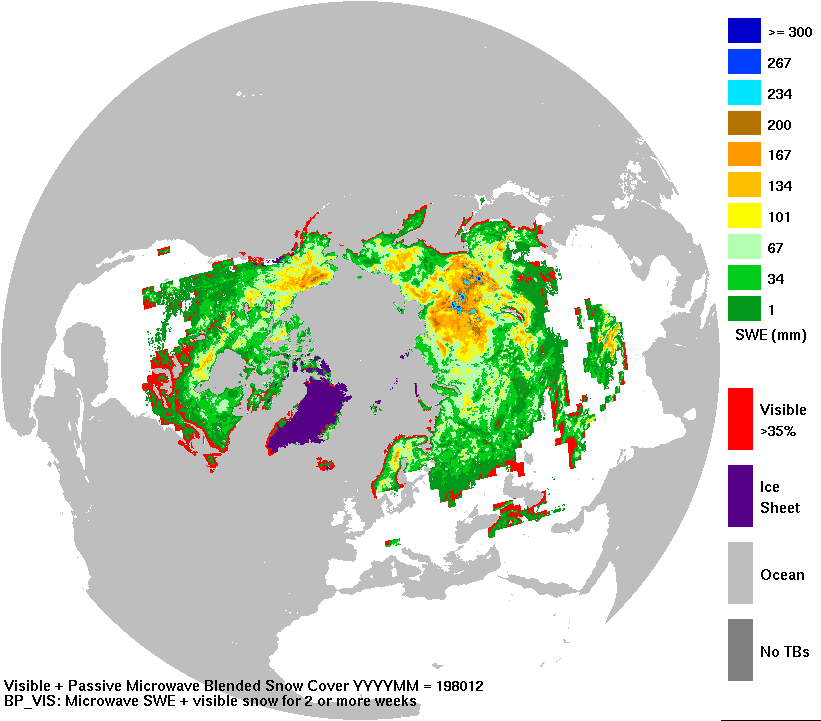 >= 300
267
234
200
167
134
101
67
34
1
SWE (mm)
Visible
>35%
Ice
Sheet
Ocean
No TBs
Visible + Passive Microwave Blended Snow Cover YYYYMM = 198012
BP_VIS: Microwave SWE + visible snow for 2 or more weeks